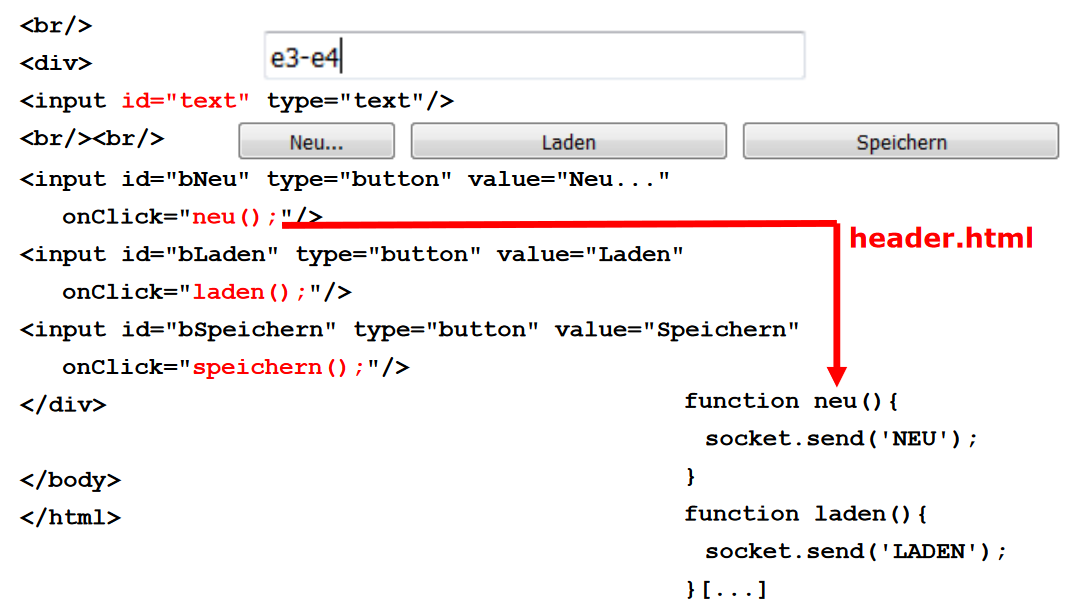 <br/>
<div>
e3-e4
<input id="text" type="text"/>
<br/><br/>
Neu...
Laden
Speichern
<input id="bNeu" type="button" value="Neu..."
onClick="neu();"/>
header.html
<input id="bLaden" type="button" value="Laden"
onClick="laden();"/>
<input id="bSpeichern" type="button" value="Speichern"
onClick="speichern();"/>
</div>
</body>
</html>
function neu(){
socket.send('NEU');
}
function laden(){
socket.send('LADEN');
}[...]